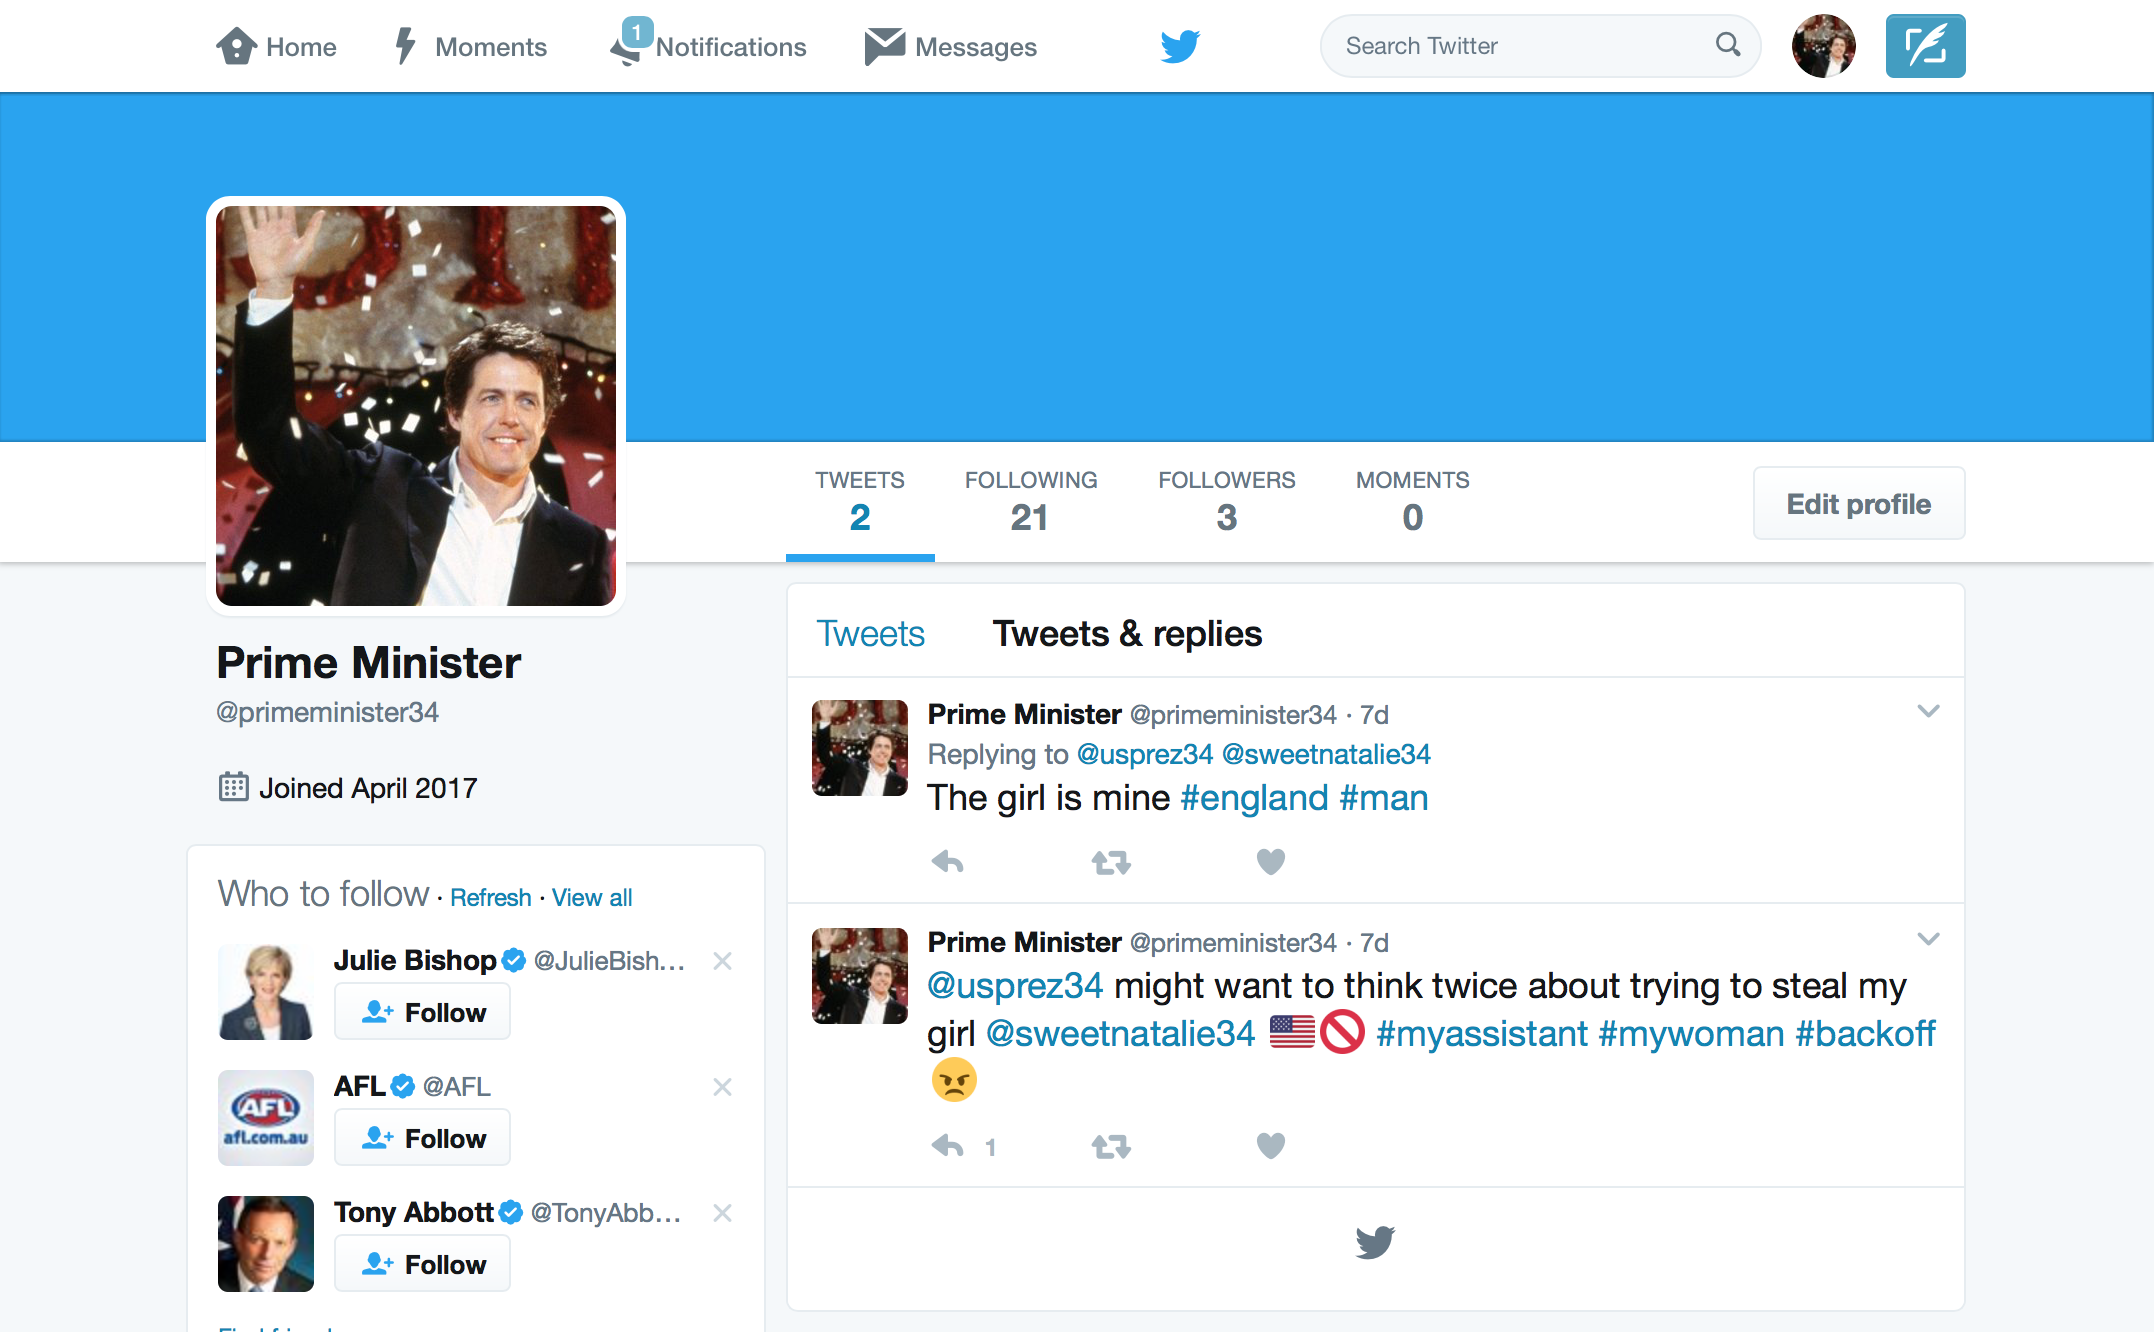 Home Moments 1 Notifications Messages Search Twitter
TWEETS FOLLOWING FOLLOWERS MOMENTS
2 21 3 0
Edit profile
Prime Minister
@primeminister34
Joined April 2017
Who to follow · Refresh · View all
Julie Bishop @JulieBish...
Follow
AFL
afl.com.au
AFL @AFL
Follow
Tony Abbott @TonyAbb...
Follow
Tweets Tweets & replies
Prime Minister @primeminister34 · 7d
Replying to @usprez34 @sweetnatalie34
The girl is mine #england #man
Prime Minister @primeminister34 · 7d
@usprez34 might want to think twice about trying to steal my
girl @sweetnatalie34 🇺🇸🚫 #myassistant #mywoman #backoff
😠
1